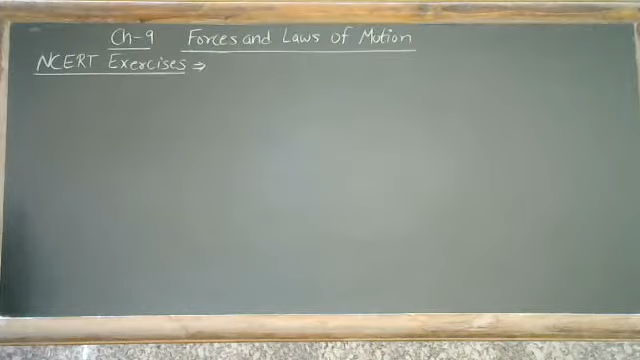 Ch-9 Forces and Laws of Motion
NCERT Exercises ⇒